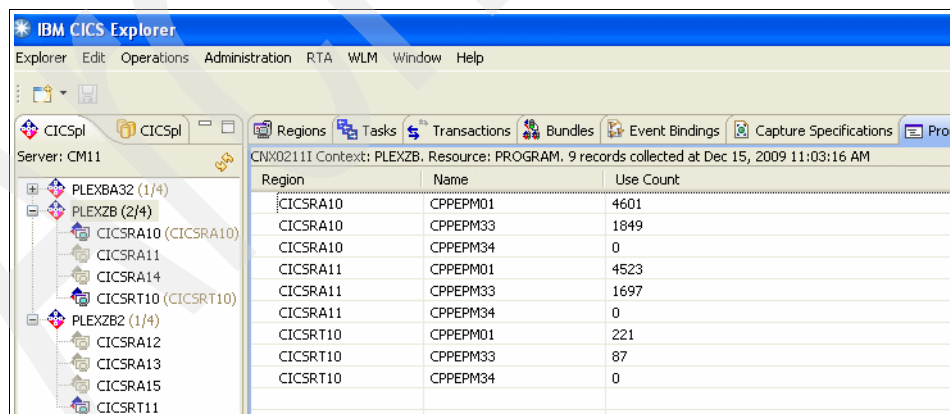 IBM CICS Explorer
Explorer Edit Operations Administration RTA WLM Window Help
CICSpl CICSpl Regions Tasks Transactions Bundles Event Bindings Capture Specifications Pro
Server: CM11
CNX0211I Context: PLEXZB. Resource: PROGRAM. 9 records collected at Dec 15, 2009 11:03:16 AM
PLEXBA32 (1/4)
PLEXZB (2/4)
CICSRA10 (CICSRA10)
CICSRA11
CICSRA14
CICSRT10 (CICSRT10)
PLEXZB2 (1/4)
CICSRA12
CICSRA13
CICSRA15
CICSRT11
Region Name Use Count
CICSRA10 CPPEPM01 4601
CICSRA10 CPPEPM33 1849
CICSRA10 CPPEPM34 0
CICSRA11 CPPEPM01 4523
CICSRA11 CPPEPM33 1697
CICSRA11 CPPEPM34 0
CICSRT10 CPPEPM01 221
CICSRT10 CPPEPM33 87
CICSRT10 CPPEPM34 0